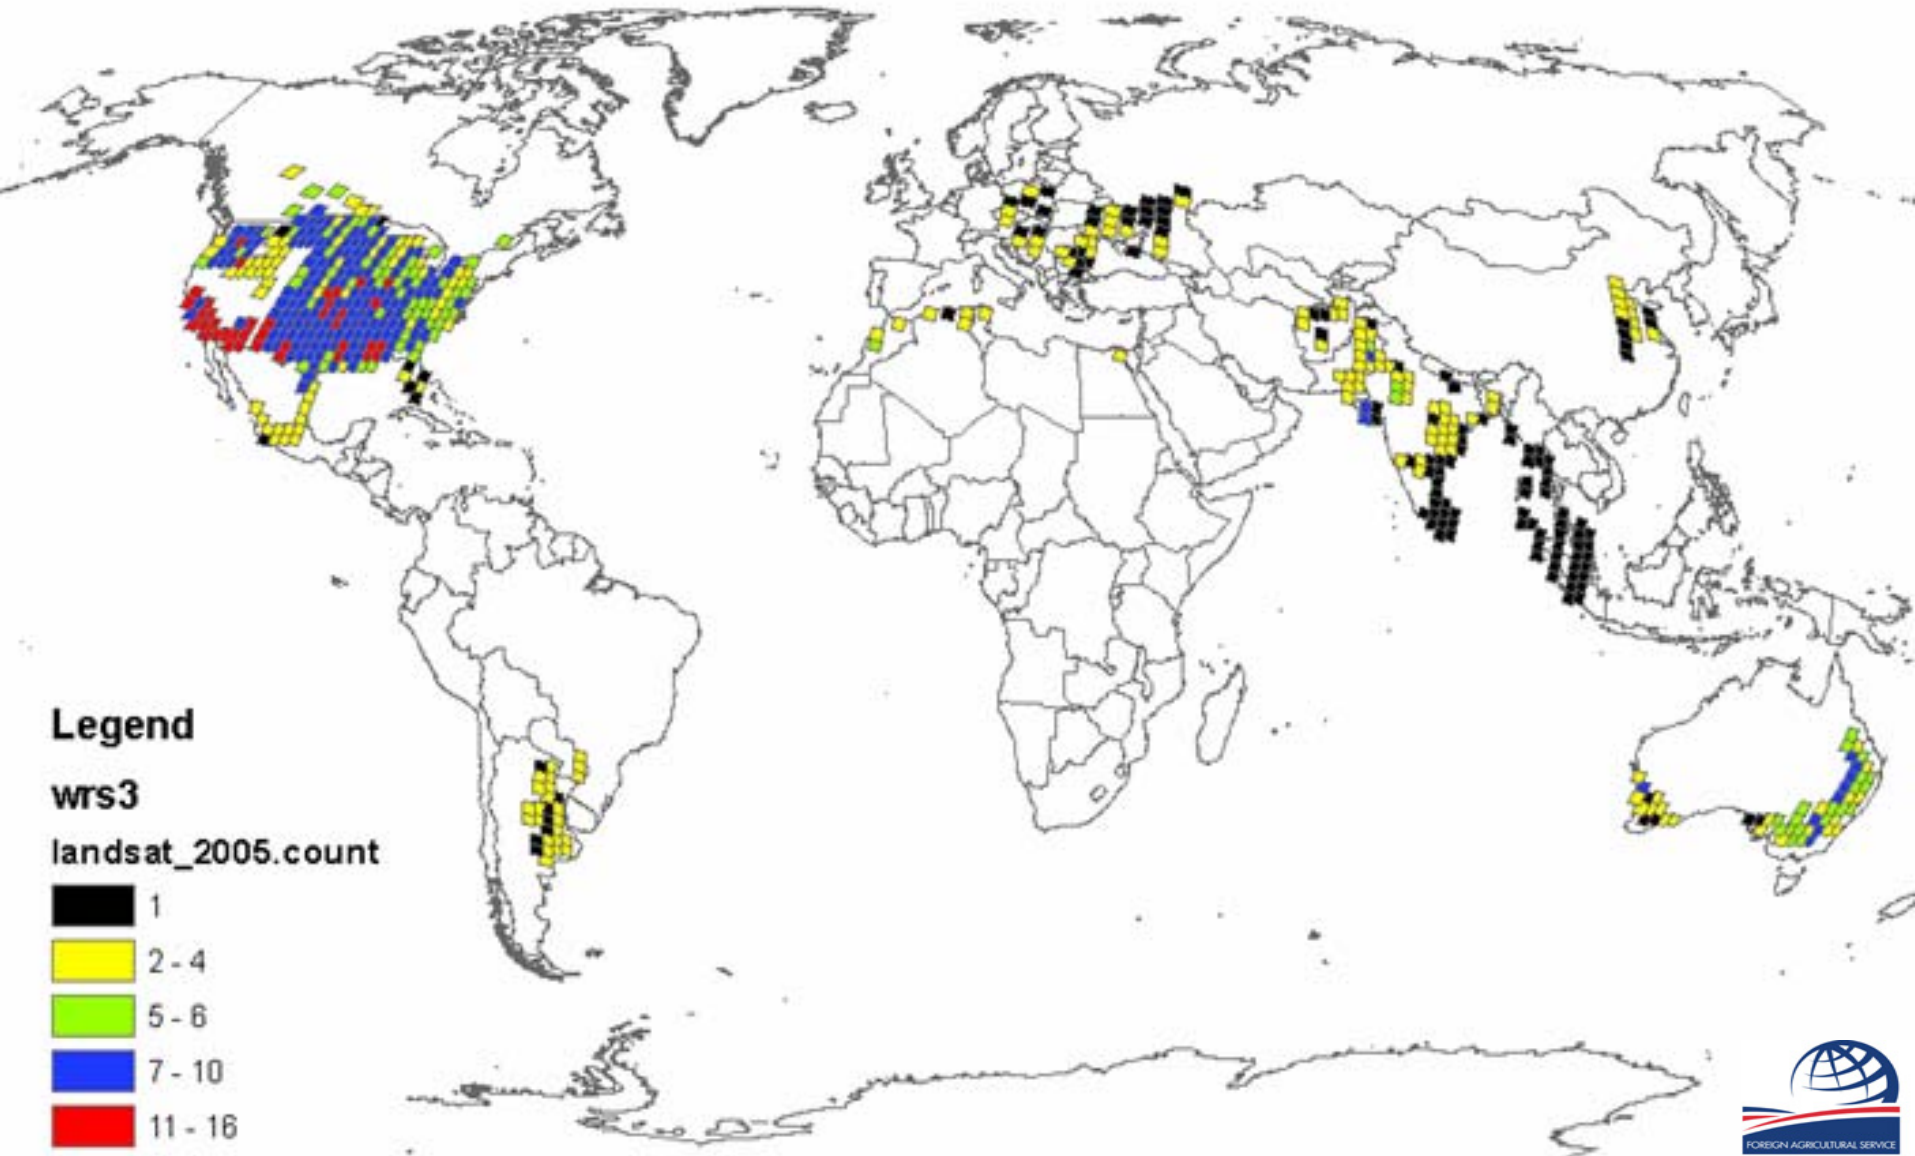 Legend
wrs3
landsat_2005.count
1
2 - 4
5 - 6
7 - 10
11 - 16
FOREIGN AGRICULTURAL SERVICE